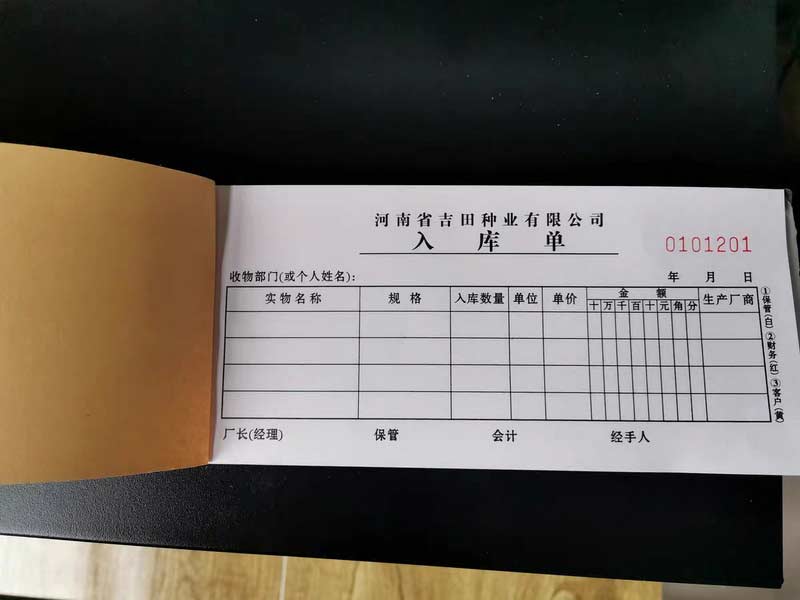 河南省吉田种业有限公司
入库单
0101201
收物部门(或个人姓名): 年 月 日
实物名称 规格 入库数量 单位 单价 金额 生产厂商
十 万 千 百 十 元 角 分
厂长(经理) 保管 会计 经手人
①保管(白)②财务(红)③客户(黄)